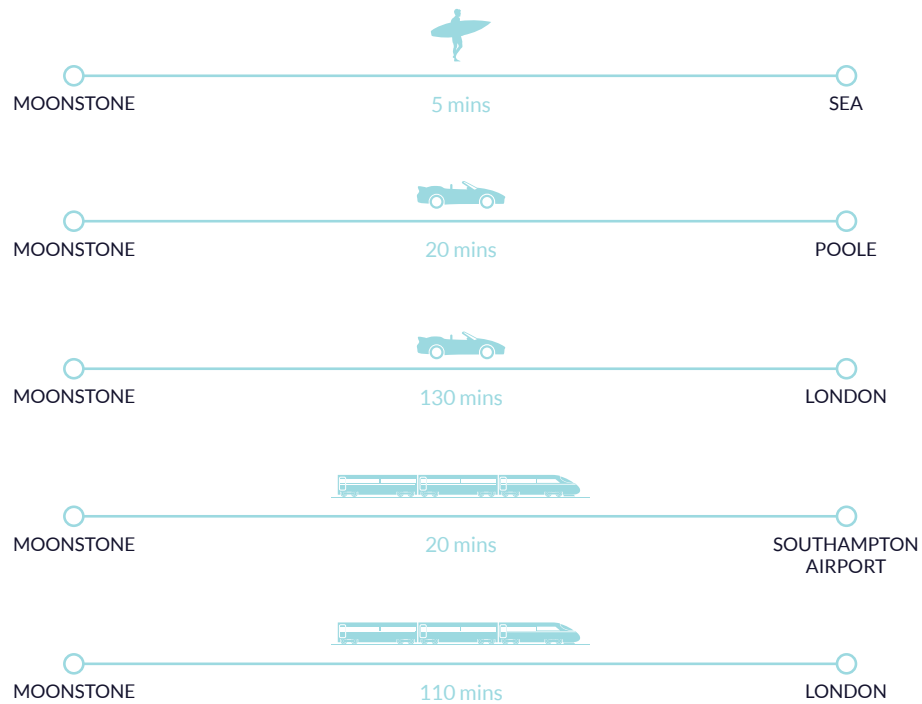 MOONSTONE
5 mins
SEA
MOONSTONE
20 mins
POOLE
MOONSTONE
130 mins
LONDON
MOONSTONE
20 mins
SOUTHAMPTON
AIRPORT
MOONSTONE
110 mins
LONDON